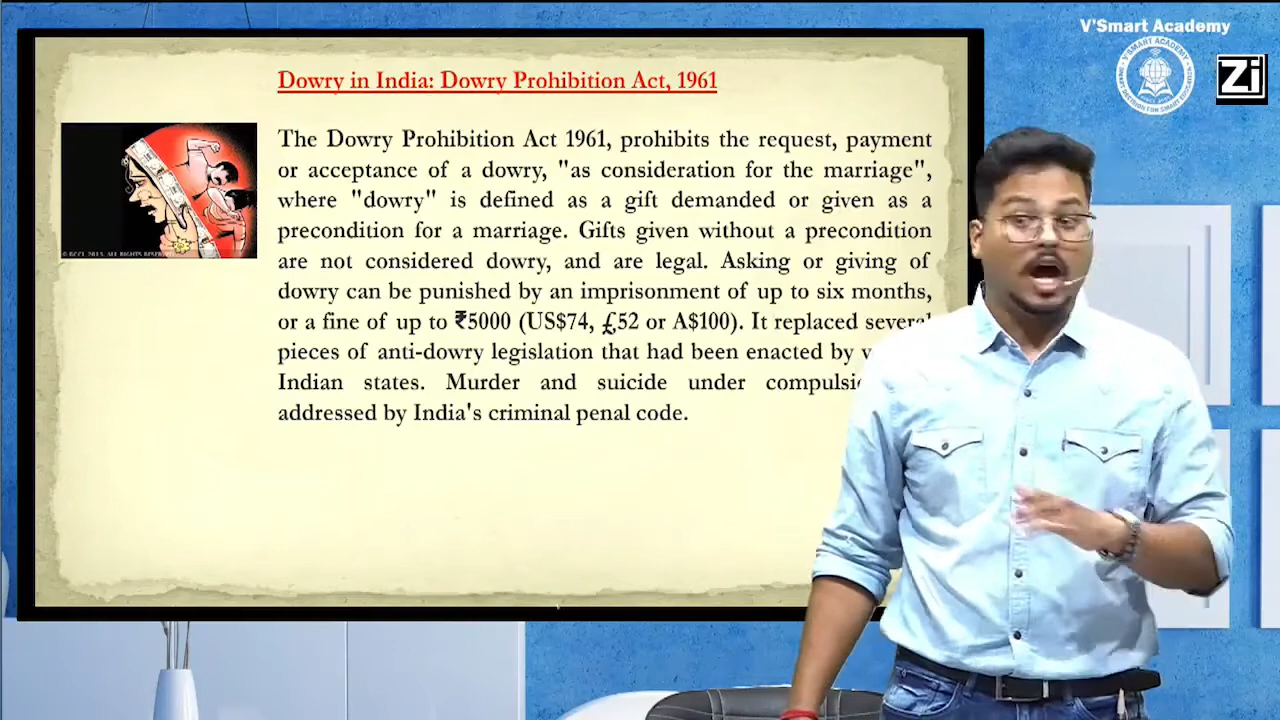 V'Smart Academy
Zi
Dowry in India: Dowry Prohibition Act, 1961
The Dowry Prohibition Act 1961, prohibits the request, payment
or acceptance of a dowry, "as consideration for the marriage",
where "dowry" is defined as a gift demanded or given as a
precondition for a marriage. Gifts given without a precondition
are not considered dowry, and are legal. Asking or giving of
dowry can be punished by an imprisonment of up to six months,
or a fine of up to ₹5000 (US$74, £52 or A$100). It replaced several
pieces of anti-dowry legislation that had been enacted by
Indian states. Murder and suicide under
addressed by India's criminal penal code.
V'SMART ACADEMY